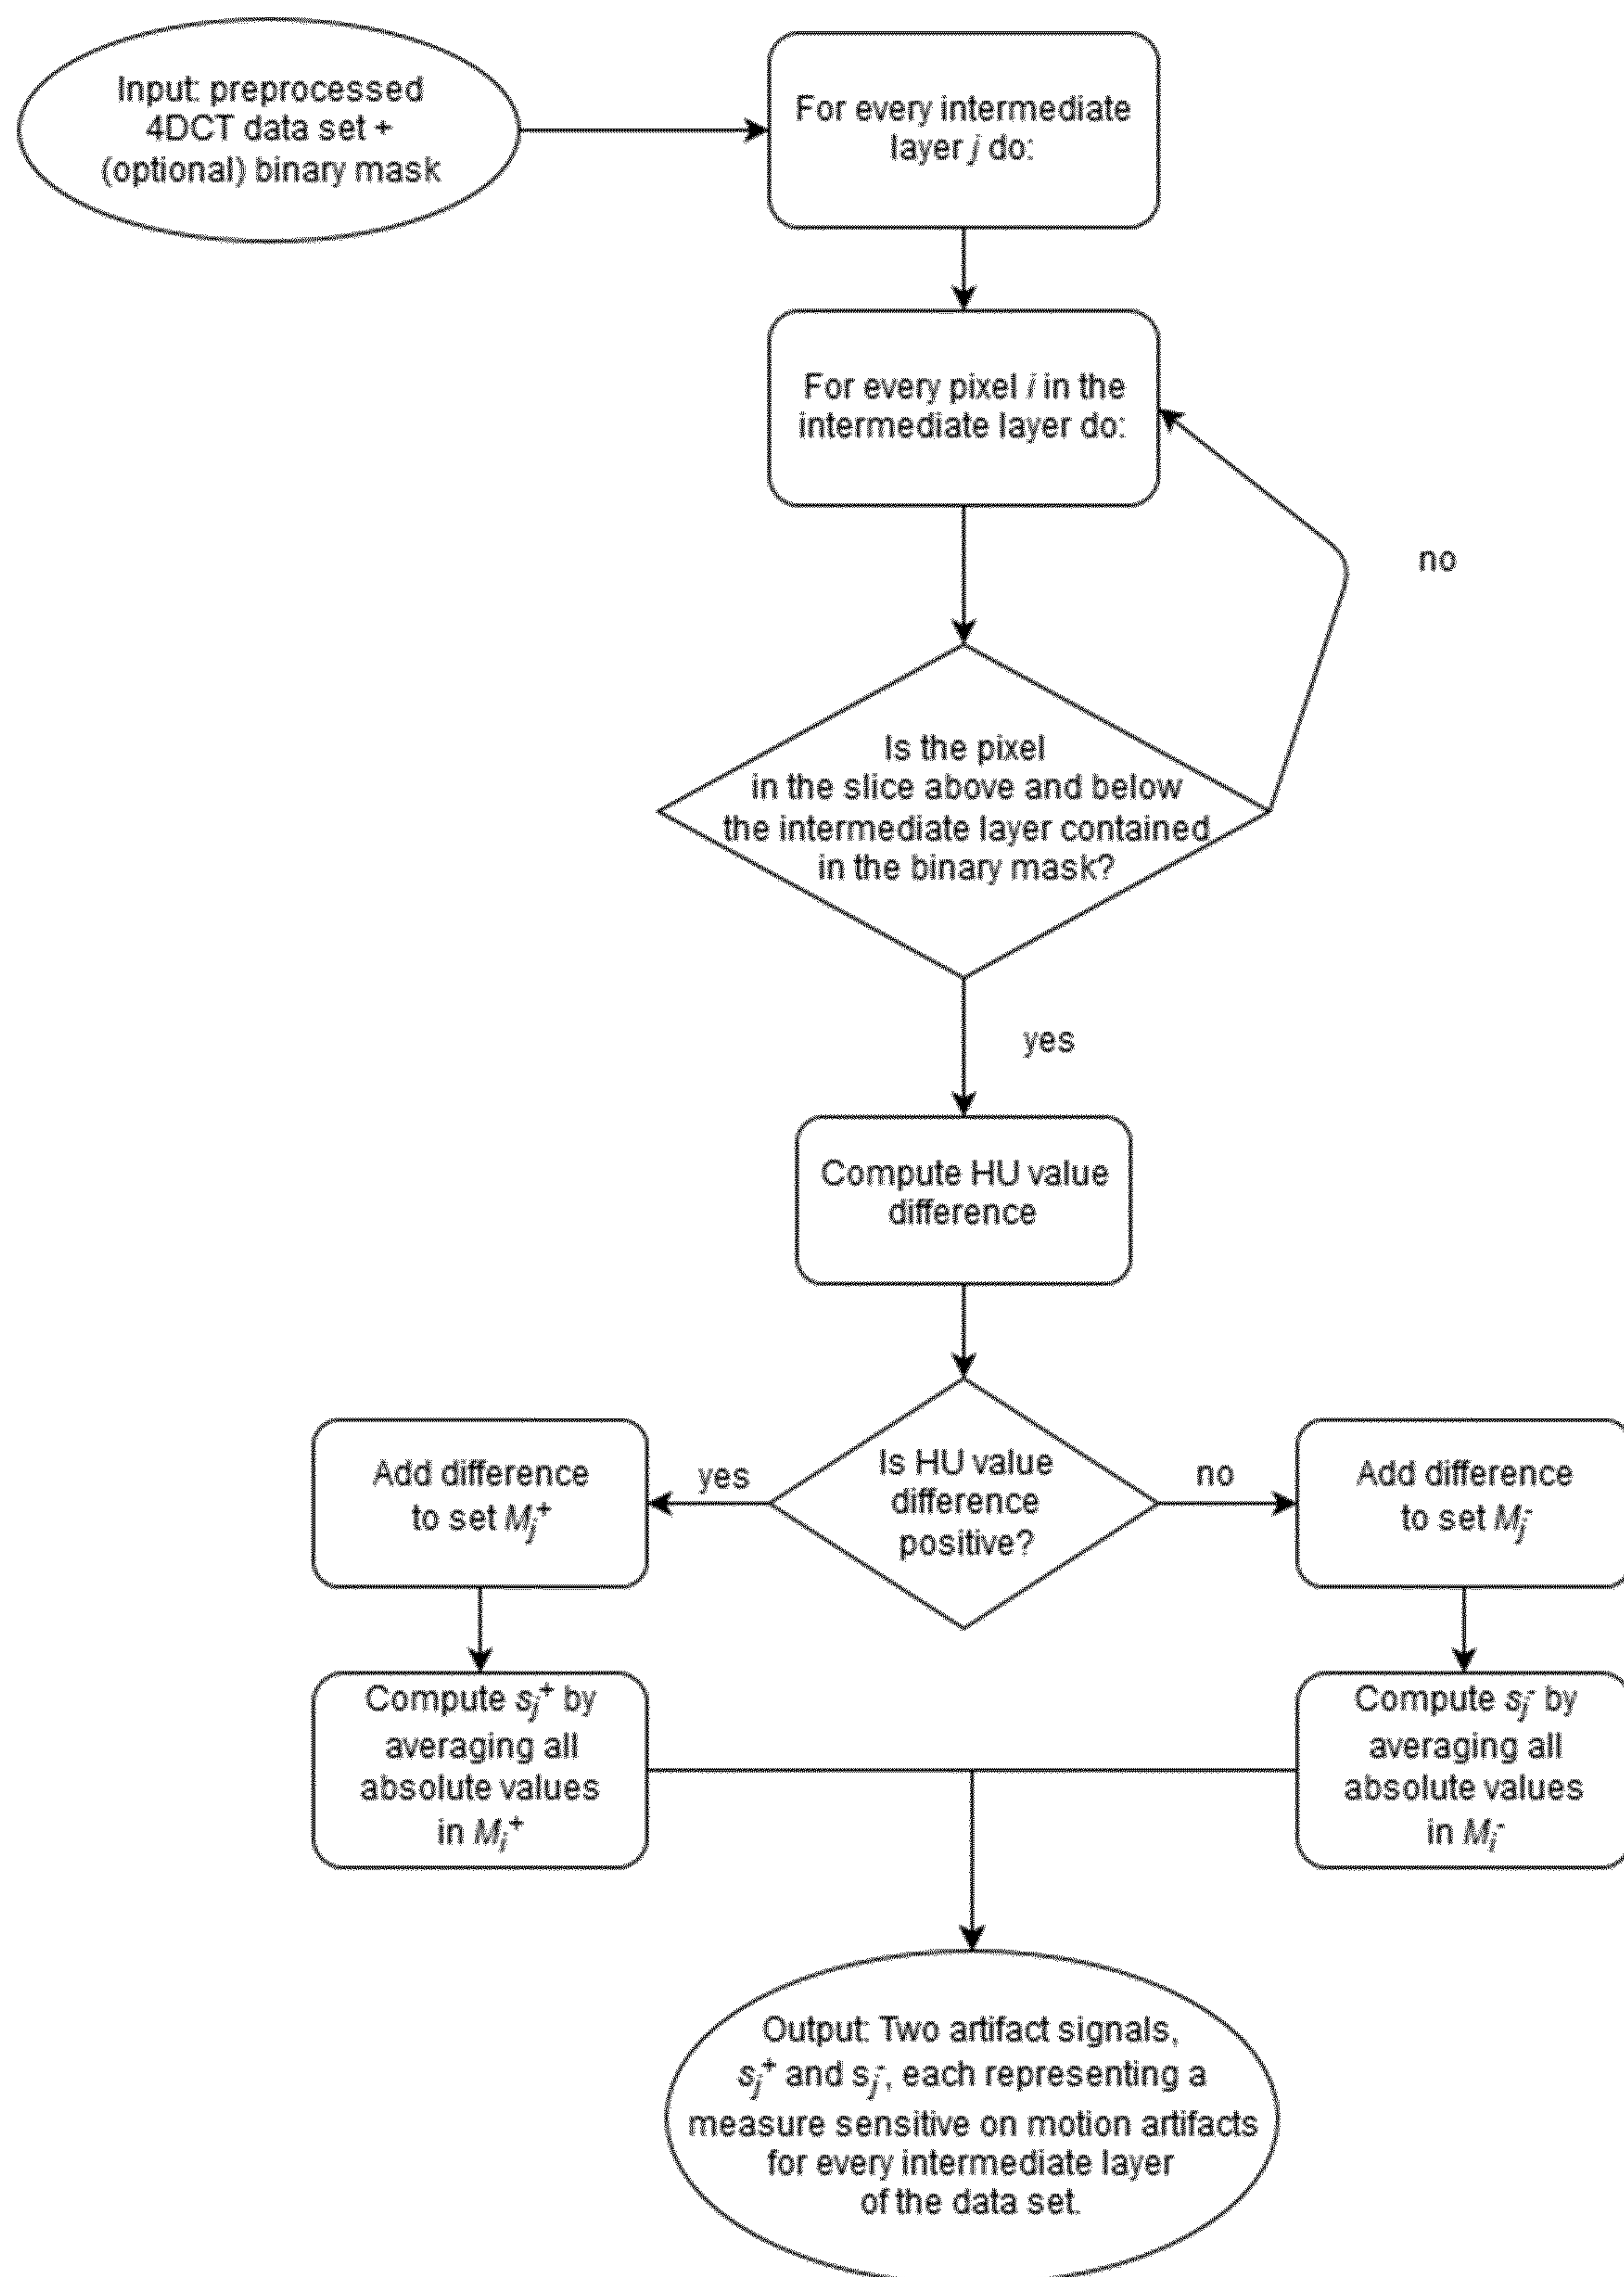 Input: preprocessed
4DCT data set +
(optional) binary mask
For every intermediate
layer j do:
For every pixel i in the
intermediate layer do:
no
Is the pixel
in the slice above and below
the intermediate layer contained
in the binary mask?
yes
Compute HU value
difference
Add difference
to set Mj+
yes
Is HU value
difference
positive?
no
Add difference
to set Mj-
Compute sj+ by
averaging all
absolute values
in Mi+
Compute sj- by
averaging all
absolute values
in Mi-
Output: Two artifact signals,
sj+ and sj-, each representing a
measure sensitive on motion artifacts
for every intermediate layer
of the data set.